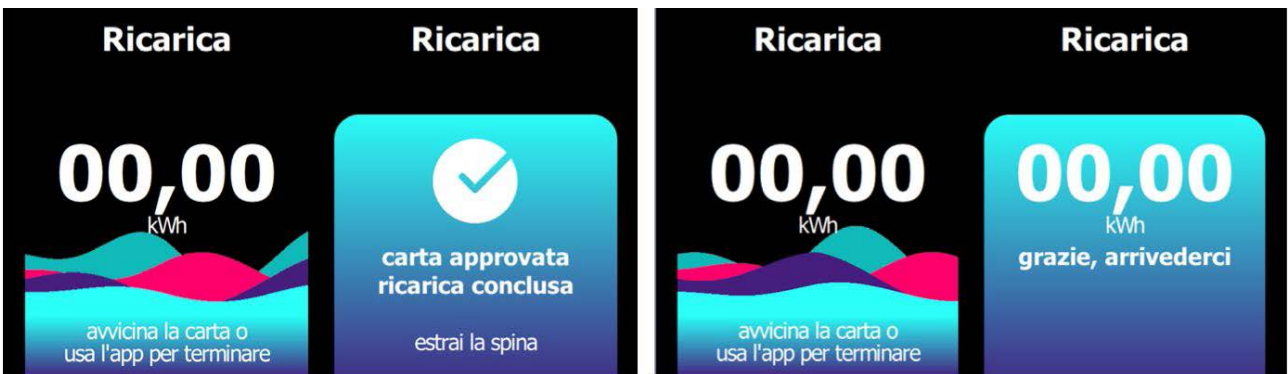 Ricarica
00,00
kWh
avvicina la carta o
usa l'app per terminare
Ricarica
carta approvata
ricarica conclusa
estrai la spina
Ricarica
00,00
kWh
avvicina la carta o
usa l'app per terminare
Ricarica
00,00
kWh
grazie, arrivederci